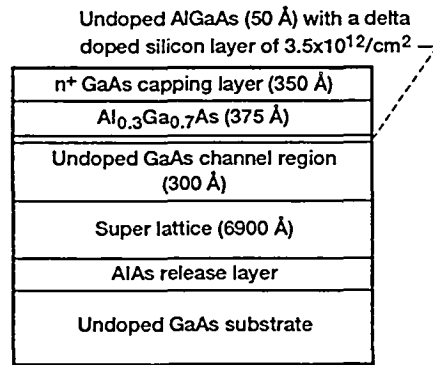 Undoped AlGaAs (50 Å) with a delta
doped silicon layer of 3.5x10¹²/cm²
n⁺ GaAs capping layer (350 Å)
Al₀.₃Ga₀.₇As (375 Å)
Undoped GaAs channel region
(300 Å)
Super lattice (6900 Å)
AlAs release layer
Undoped GaAs substrate